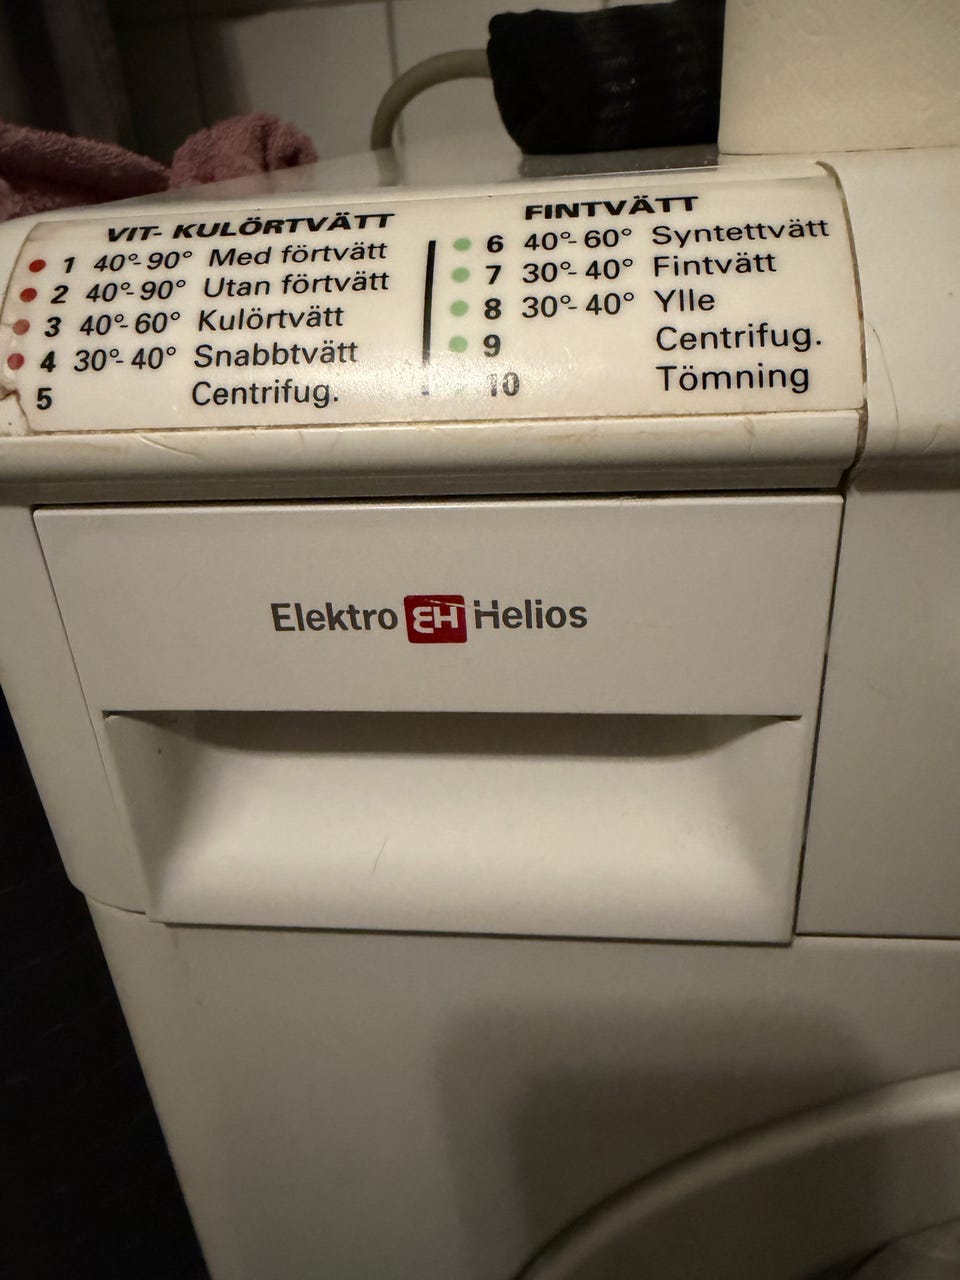 VIT- KULÖRTVÄTT
1 40°-90° Med förtvätt
2 40°-90° Utan förtvätt
3 40°-60° Kulörtvätt
4 30°-40° Snabbtvätt
5 Centrifug.
FINTVÄTT
6 40°-60° Syntettvätt
7 30°-40° Fintvätt
8 30°-40° Ylle
9 Centrifug.
10 Tömning
Elektro EH Helios